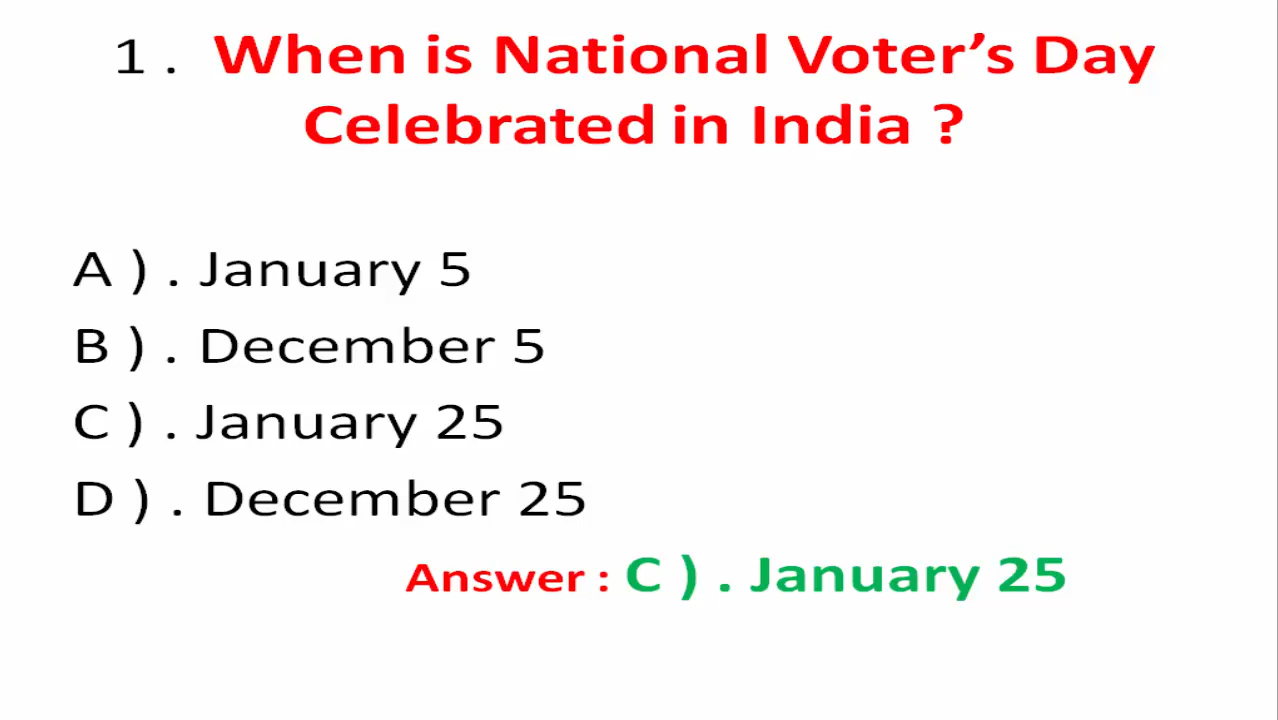 1 . When is National Voter’s Day
Celebrated in India ?
A ) . January 5
B ) . December 5
C ) . January 25
D ) . December 25
Answer : C ) . January 25